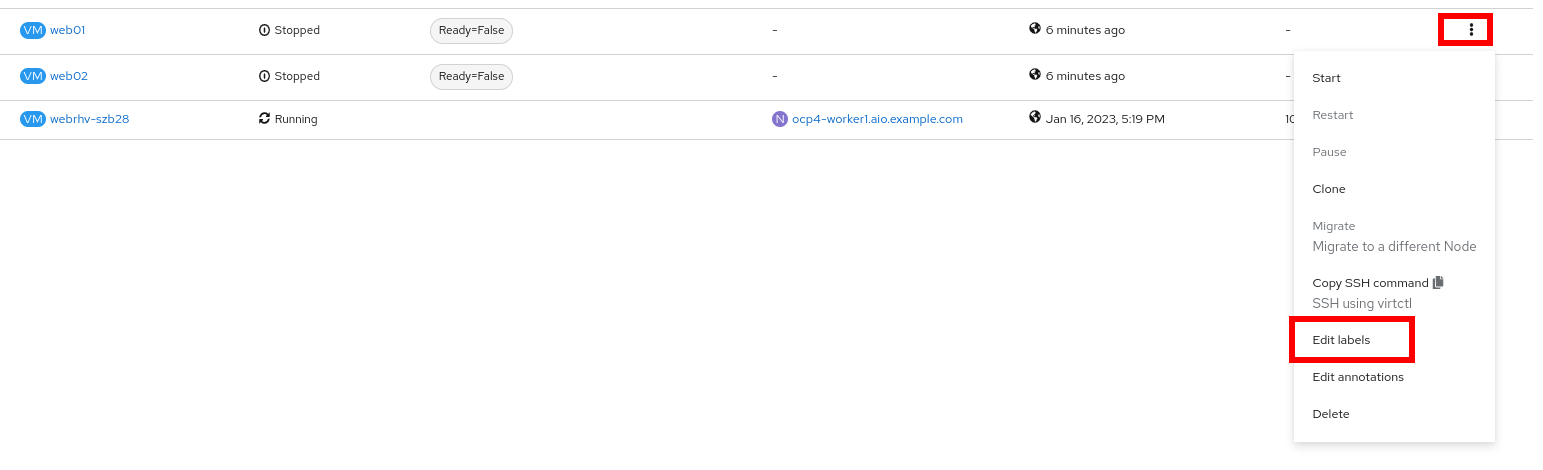 VM web01 Stopped Ready=False - 6 minutes ago -
VM web02 Stopped Ready=False - 6 minutes ago -
VM webrhv-szb28 Running N ocp4-worker1.aio.example.com Jan 16, 2023, 5:19 PM
Start
Restart
Pause
Clone
Migrate
Migrate to a different Node
Copy SSH command
SSH using virtctl
Edit labels
Edit annotations
Delete